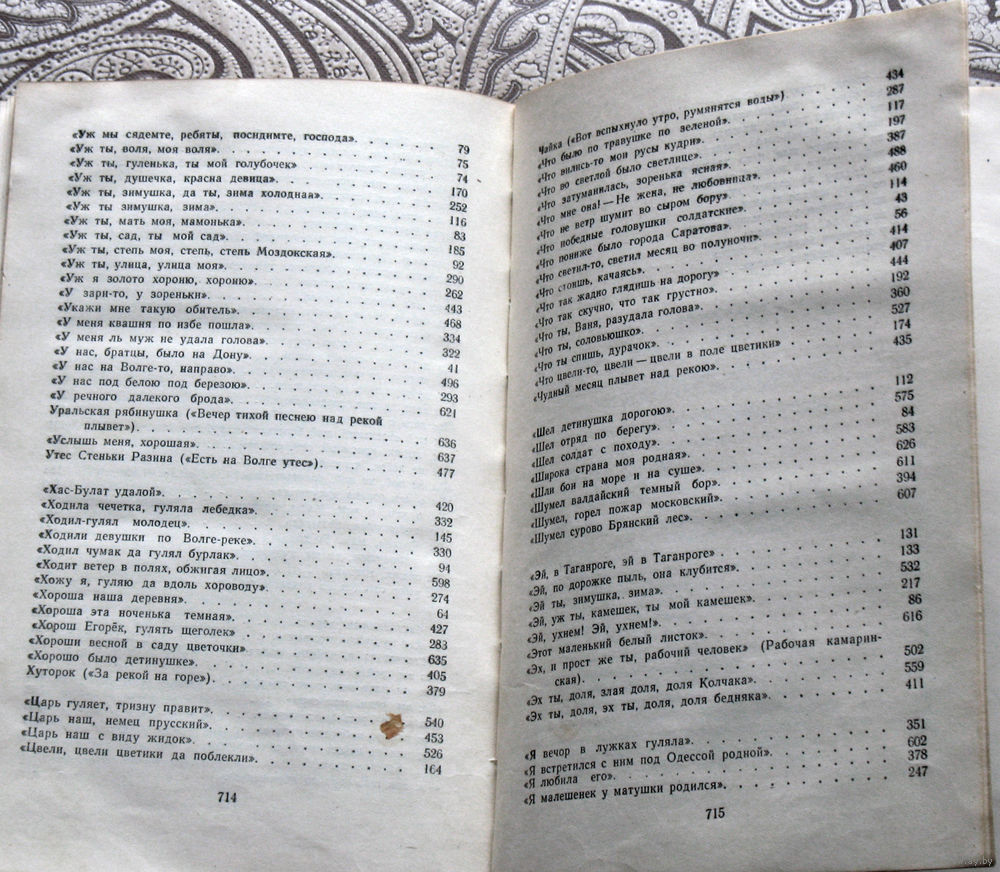 «Уж мы сядемте, ребяты, посидимте, господа». 79
«Уж ты, воля, моя воля». 75
«Уж ты, гуленька, ты мой голубочек» 74
«Уж ты, душечка, красна девица». 170
«Уж ты, зимушка, да ты, зима холодная». 252
«Уж ты зимушка, зима». 116
«Уж ты, мать моя, мамонька». 83
«Уж ты, сад, ты мой сад». 185
«Уж ты, степь моя, степь, степь Моздокская». 92
«Уж ты, улица, улица моя». 290
«Уж я золото хороню, хороню». 262
«У зари-то, у зореньки» 443
«Укажи мне такую обитель». 468
«У меня квашня по избе пошла». 334
«У меня ль муж не удала голова». 322
«У нас, братцы, было на Дону». 41
«У нас на Волге-то, направо». 496
«У нас под белою под березою». 293
«У речного далекого брода». 621
Уральская рябинушка («Вечер тихой песнею над рекой
плывет») 636
«Услышь меня, хорошая». 637
Утес Стеньки Разина («Есть на Волге утес»). 477
«Хас-Булат удалой». 420
«Ходила чечетка, гуляла лебедка». 332
«Ходил-гулял молодец». 145
«Ходили девушки по Волге-реке». 330
«Ходил чумак да гулял бурлак». 94
«Ходит ветер в полях, обжигая лицо». 598
«Хожу я, гуляю да вдоль хороводу». 274
«Хороша наша деревня». 64
«Хороша эта ноченька темная». 427
«Хорош Егорёк, гулять щеголек» 283
«Хороши весной в саду цветочки» 635
«Хорошо было детинушке». 405
Хуторок («За рекой на горе»). 379
«Царь гуляет, тризну правит». 540
«Царь наш, немец прусский». 453
«Царь наш с виду жидок». 526
«Цвели, цвели цветики да поблекли». 164
714
Чайка («Вот вспыхнуло утро, румянятся воды») 434
«Что было по травушке по зеленой». 287
«Что вились-то мои русы кудри». 117
«Что во светлой было светлице». 197
«Что затуманилась, зоренька ясная». 387
«Что мне она! — Не жена, не любовница». 488
«Что не ветр шумит во сыром бору». 460
«Что победные головушки солдатские». 114
«Что пониже было города Саратова». 43
«Что светил-то, светил месяц во полуночи». 56
«Что стоишь, качаясь». 414
«Что так жадно глядишь на дорогу» 407
«Что так скучно, что так грустно». 444
«Что ты, Ваня, разудала голова». 192
«Что ты, соловьюшко» 360
«Что ты спишь, дурачок». 527
«Что цвели-то, цвели — цвели в поле цветики» 174
«Чудный месяц плывет над рекою». 435
«Шел детинушка дорогою». 112
«Шел отряд по берегу». 575
«Шел солдат с походу». 84
«Широка страна моя родная». 583
«Шли бои на море и на суше». 626
«Шумел валдайский темный бор». 611
«Шумел, горел пожар московский». 394
«Шумел сурово Брянский лес». 607
«Эй, в Таганроге, эй в Таганроге» 131
«Эй, по дорожке пыль, она клубится». 133
«Эй ты, зимушка, зима». 532
«Эй, уж ты, камешек, ты мой камешек». 217
«Эй, ухнем! Эй, ухнем!». 86
«Этот маленький белый листок». 616
«Эх, и прост же ты, рабочий человек» (Рабочая камарин-
ская). 502
«Эх ты, доля, злая доля, доля Колчака». 559
«Эх ты, доля, эх ты, доля, доля бедняка». 411
«Я вечор в лужках гуляла». 351
«Я встретился с ним под Одессой родной». 602
«Я любила его». 378
«Я малешенек у матушки родился». 247
715